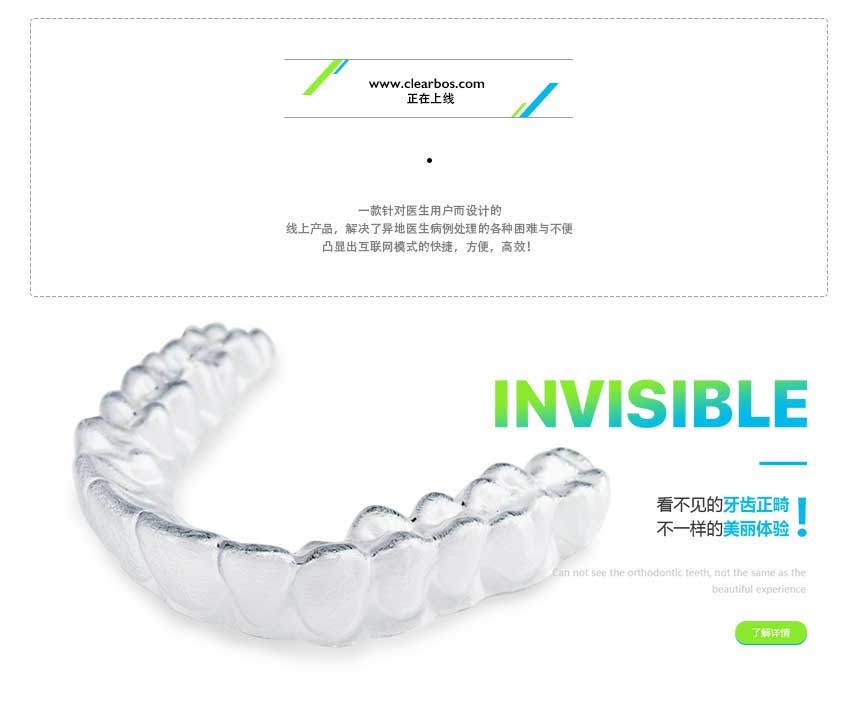 www.clearbos.com
正在上线
一款针对医生用户而设计的
线上产品，解决了异地医生病例处理的各种困难与不便
凸显出互联网模式的快捷，方便，高效！
INVISIBLE
看不见的牙齿正畸
不一样的美丽体验！
Can not see the orthodontic teeth, not the same as the
beautiful experience
了解详情